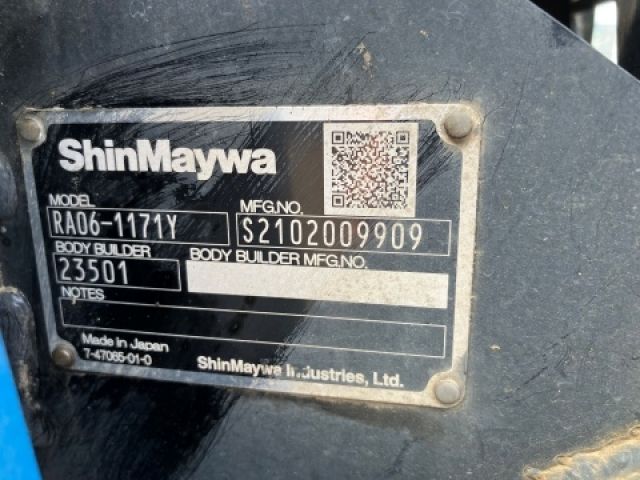 ShinMaywa
MODEL MFG.NO.
RA06-1171Y S2102009909
BODY BUILDER BODY BUILDER MFG.NO.
23501
NOTES
Made in Japan
7-47065-01-0 ShinMaywa Industries, Ltd.